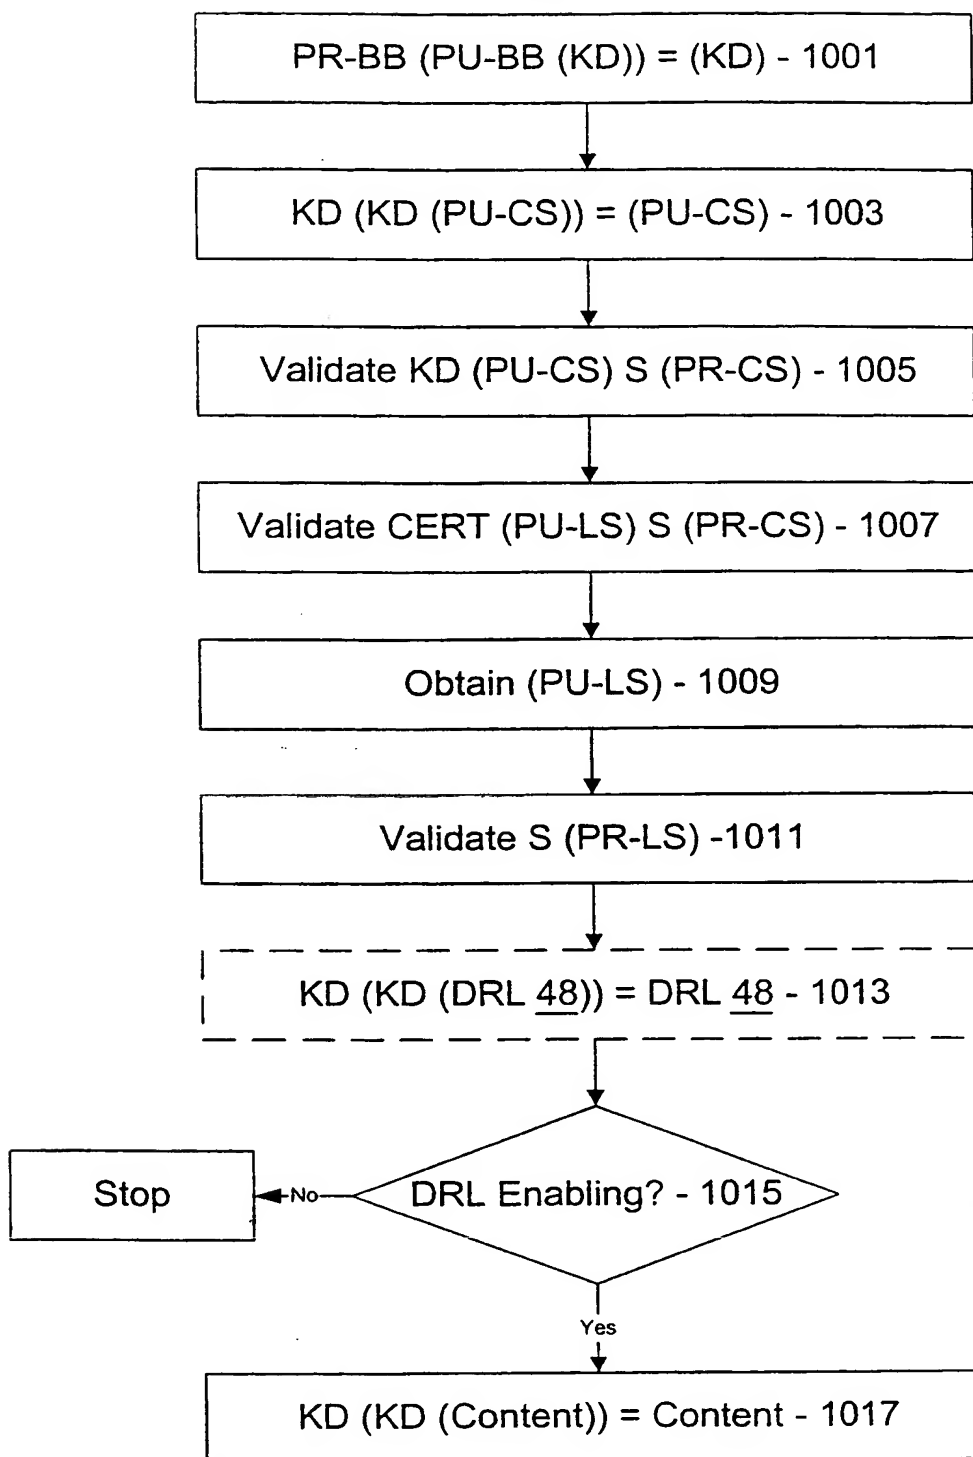 PR-BB (PU-BB (KD)) = (KD) - 1001
KD (KD (PU-CS)) = (PU-CS) - 1003
Validate KD (PU-CS) S (PR-CS) - 1005
Validate CERT (PU-LS) S (PR-CS) - 1007
Obtain (PU-LS) - 1009
Validate S (PR-LS) -1011
KD (KD (DRL 48)) = DRL 48 - 1013
DRL Enabling? - 1015
No
Stop
Yes
KD (KD (Content)) = Content - 1017